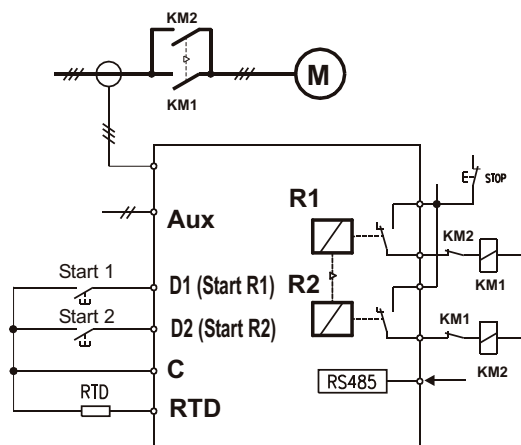 KM2
KM1
M
Aux
Start 1
D1 (Start R1)
Start 2
D2 (Start R2)
C
RTD
RTD
R1
R2
RS485
E
STOP
KM2
KM1
KM1
KM2